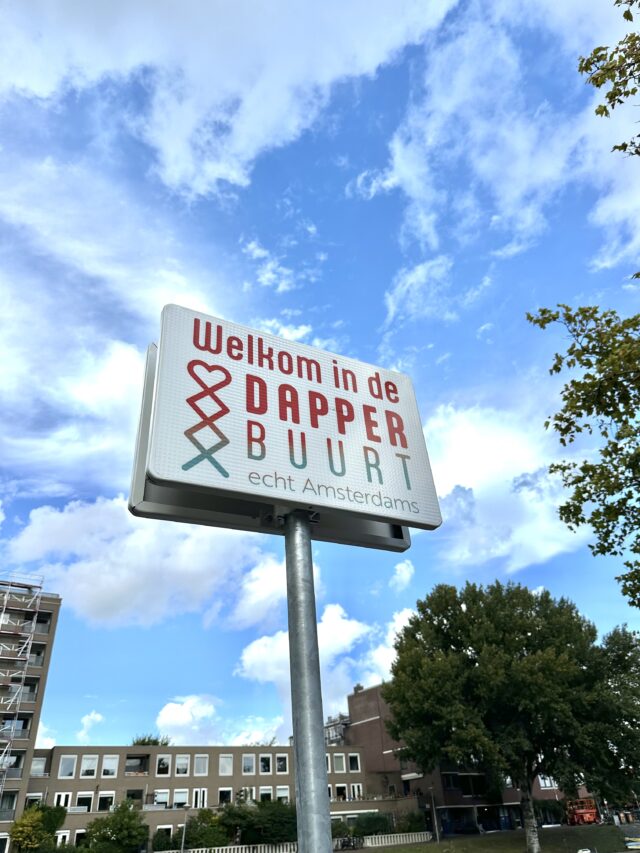 Welkom in de
DAPPER
BUURT
echt Amsterdams